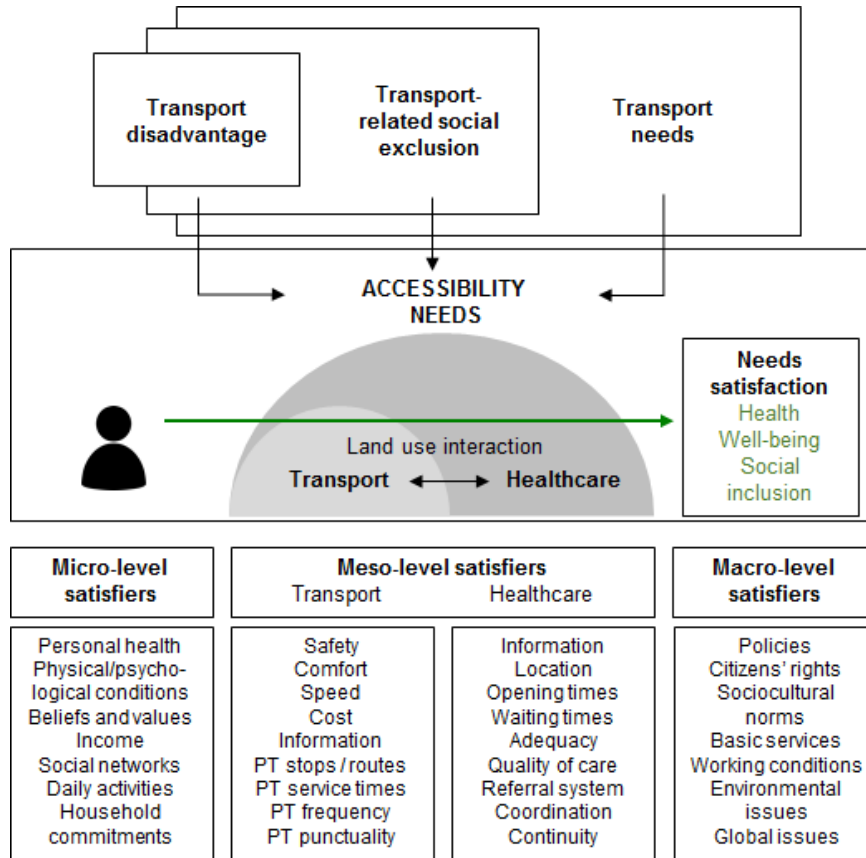 Transport
disadvantage
Transport-
related social
exclusion
Transport
needs
ACCESSIBILITY
NEEDS
Needs
satisfaction
Health
Well-being
Social
inclusion
Land use interaction
Transport
Healthcare
Micro-level
satisfiers
Meso-level satisfiers
Transport
Healthcare
Macro-level
satisfiers
Personal health
Physical/psycho-
logical conditions
Beliefs and values
Income
Social networks
Daily activities
Household
commitments
Safety
Comfort
Speed
Cost
Information
PT stops / routes
PT service times
PT frequency
PT punctuality
Information
Location
Opening times
Waiting times
Adequacy
Quality of care
Referral system
Coordination
Continuity
Policies
Citizens’ rights
Sociocultural
norms
Basic services
Working conditions
Environmental
issues
Global issues